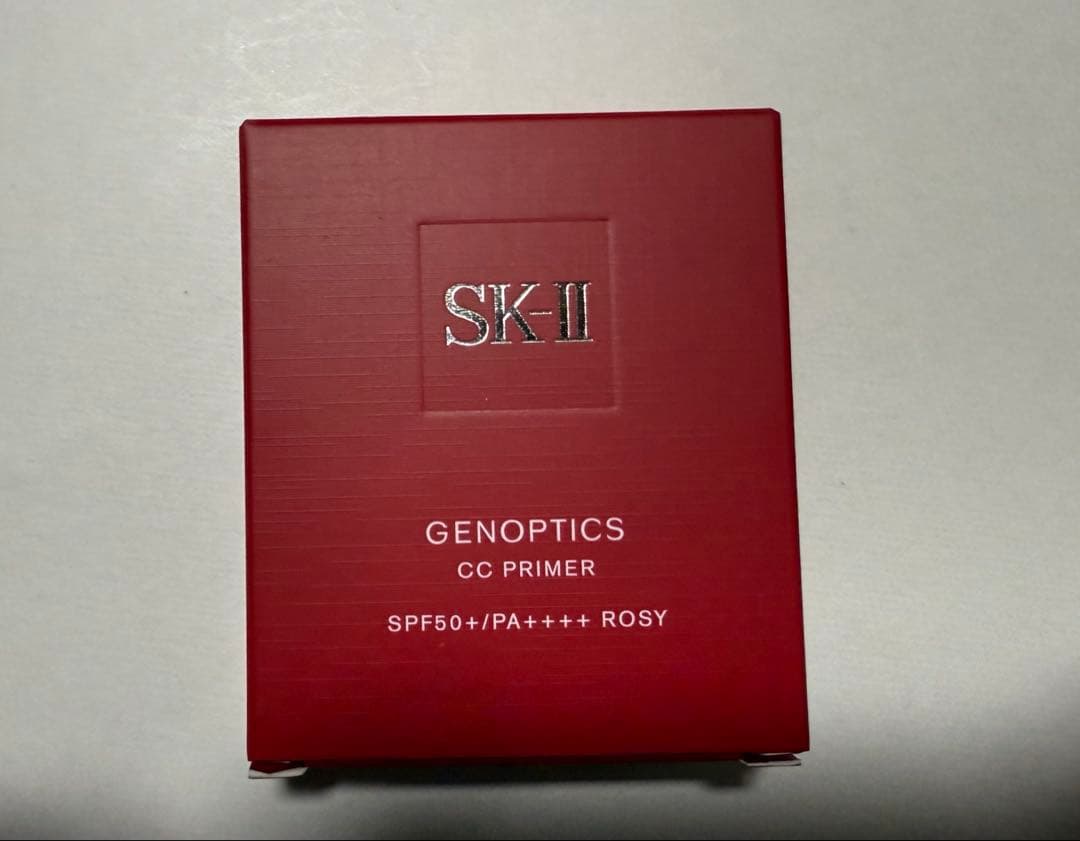 SK-II
GENOPTICS
CC PRIMER
SPF50+/PA++++ ROSY